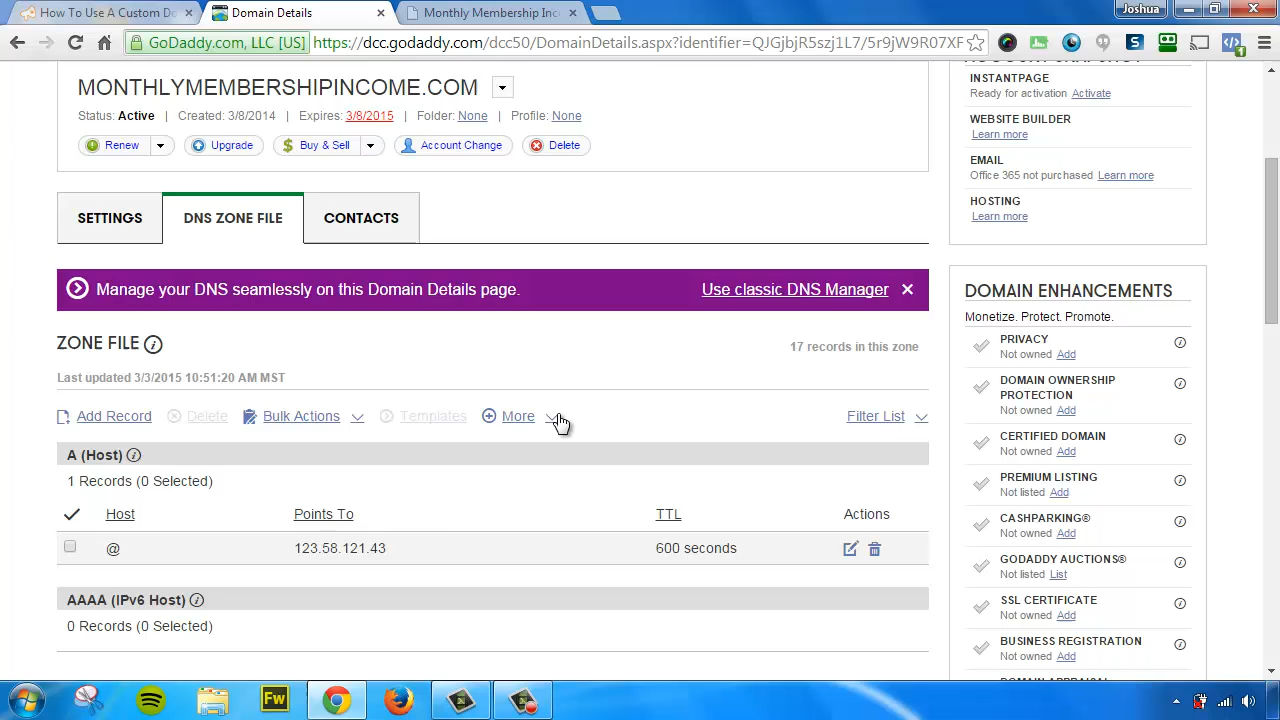 How To Use A Custom Do
Domain Details
Monthly Membership Inc
Joshua
GoDaddy.com, LLC [US]
https://dcc.godaddy.com/dcc50/DomainDetails.aspx?identifier=QJGjbjR5szj1L7/5r9jW9R07XF
MONTHLYMEMBERSHIPINCOME.COM
Status: Active | Created: 3/8/2014 | Expires: 3/8/2015 | Folder: None | Profile: None
Renew
Upgrade
Buy & Sell
Account Change
Delete
SETTINGS
DNS ZONE FILE
CONTACTS
Manage your DNS seamlessly on this Domain Details page.
Use classic DNS Manager
ZONE FILE
17 records in this zone
Last updated 3/3/2015 10:51:20 AM MST
Add Record
Delete
Bulk Actions
Templates
More
Filter List
A (Host)
1 Records (0 Selected)
Host Points To TTL Actions
@ 123.58.121.43 600 seconds
AAAA (IPv6 Host)
0 Records (0 Selected)
INSTANTPAGE
Ready for activation Activate
WEBSITE BUILDER
Learn more
EMAIL
Office 365 not purchased Learn more
HOSTING
Learn more
DOMAIN ENHANCEMENTS
Monetize. Protect. Promote.
PRIVACY
Not owned Add
DOMAIN OWNERSHIP
PROTECTION
Not owned Add
CERTIFIED DOMAIN
Not owned Add
PREMIUM LISTING
Not listed Add
CASHPARKING®
Not owned Add
GODADDY AUCTIONS®
Not listed List
SSL CERTIFICATE
Not owned Add
BUSINESS REGISTRATION
Not owned Add
Fw